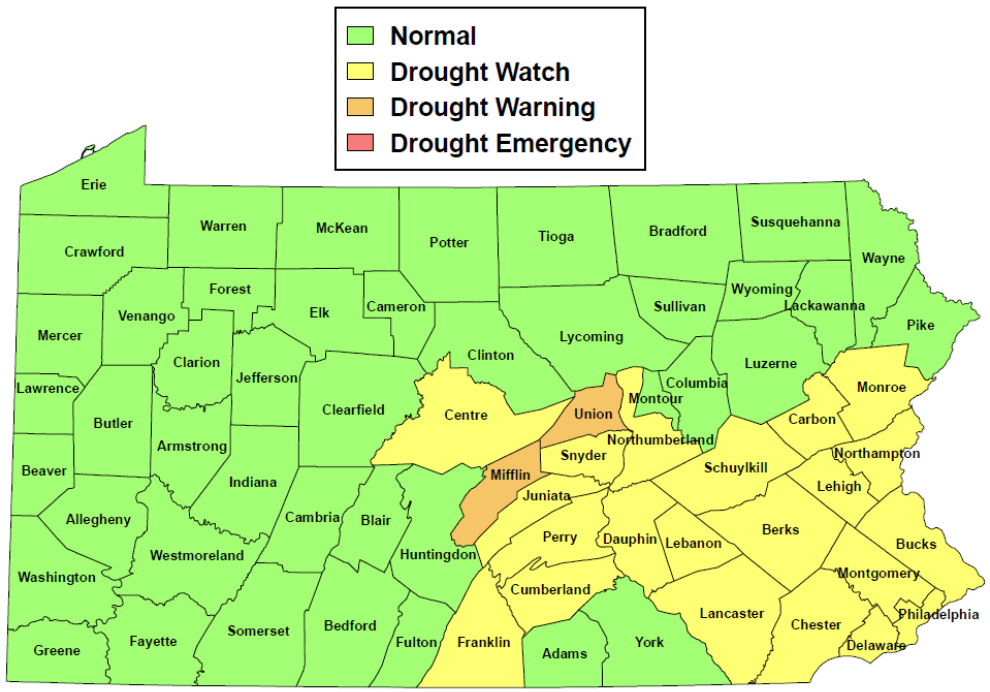 Normal
Drought Watch
Drought Warning
Drought Emergency
Erie
Warren
McKean
Potter
Tioga
Bradford
Susquehanna
Wayne
Crawford
Forest
Cameron
Elk
Venango
Mercer
Sullivan
Wyoming
Lackawanna
Pike
Lycoming
Clinton
Clarion
Jefferson
Luzerne
Lawrence
Butler
Clearfield
Centre
Union
Montour
Columbia
Monroe
Carbon
Armstrong
Northumberland
Snyder
Northampton
Beaver
Indiana
Mifflin
Schuylkill
Lehigh
Juniata
Allegheny
Cambria
Blair
Perry
Dauphin
Lebanon
Berks
Bucks
Westmoreland
Huntingdon
Washington
Cumberland
Montgomery
Philadelphia
Lancaster
Chester
Delaware
Greene
Fayette
Somerset
Bedford
Fulton
Franklin
Adams
York